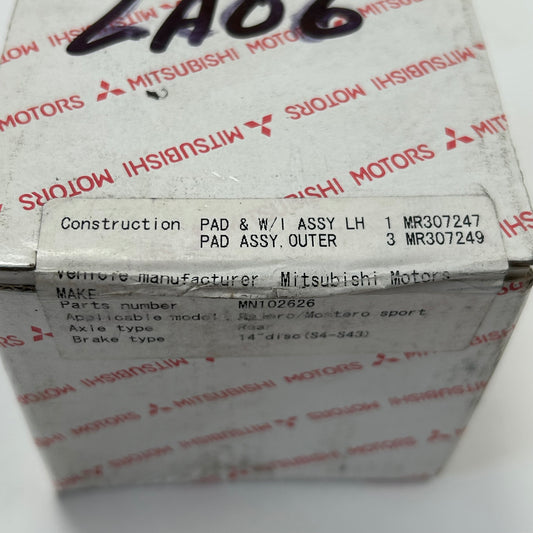 LA06
MITSUBISHI MOTORS
MITSUBISHI MOTORS
MITSUBISHI MOTORS
Construction PAD & W/I ASSY LH 1 MR307247
PAD ASSY, OUTER 3 MR307249
manufacturer Mitsubishi Motors
MAKE
Parts number MN102626
Applicable model Pajero/Montero sport
Axle type Rear
Brake type 14"disc(S4-S43)
MITSUBISHI MOTORS
MITSUBISHI MOTORS
MITSUBISHI MOTORS